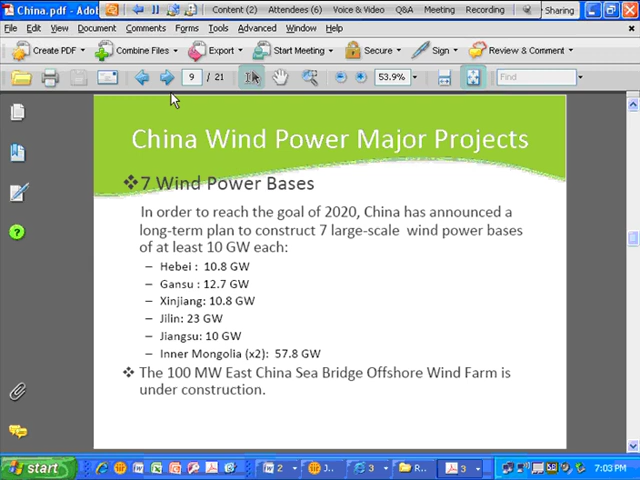 China.pdf - Adob
Content (2) Attendees (6) Voice & Video Q&A Meeting Recording Sharing
File Edit View Document Comments Forms Tools Advanced Window Help
Create PDF Combine Files Export Start Meeting Secure Sign Review & Comment
9 / 21 53.9% Find
China Wind Power Major Projects
❖7 Wind Power Bases
In order to reach the goal of 2020, China has announced a
long-term plan to construct 7 large-scale wind power bases
of at least 10 GW each:
– Hebei : 10.8 GW
– Gansu : 12.7 GW
– Xinjiang: 10.8 GW
– Jilin: 23 GW
– Jiangsu: 10 GW
– Inner Mongolia (x2): 57.8 GW
❖ The 100 MW East China Sea Bridge Offshore Wind Farm is
under construction.
start 2 J.. 3 R... 3 7:03 PM